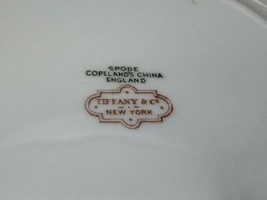 SPODE
COPELAND'S CHINA
ENGLAND
TIFFANY & Co
NEW YORK